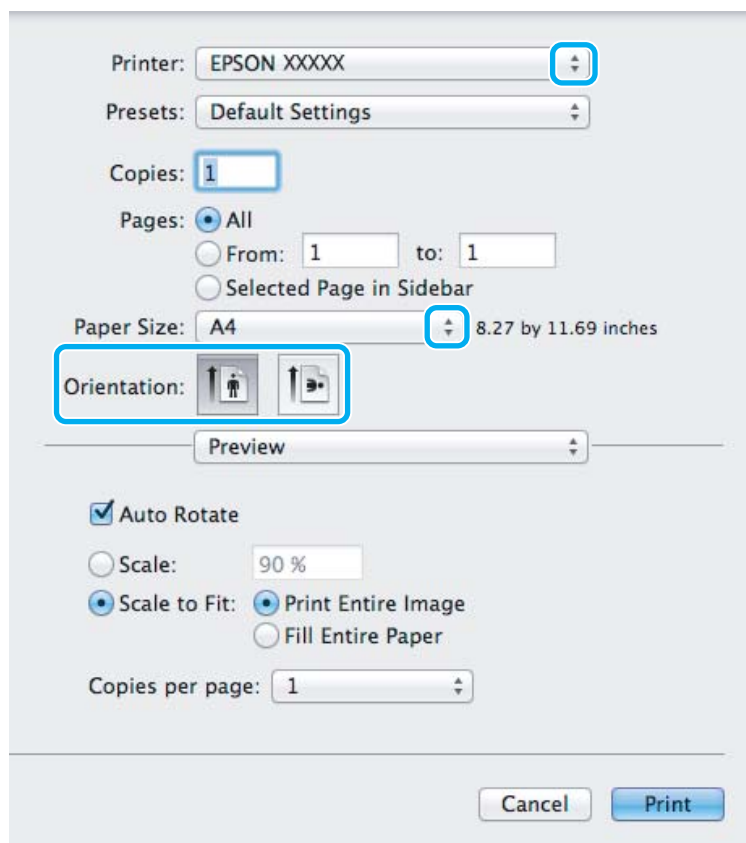 Printer: EPSON XXXXX
Presets: Default Settings
Copies: 1
Pages: All
From: 1 to: 1
Selected Page in Sidebar
Paper Size: A4 8.27 by 11.69 inches
Orientation:
Preview
Auto Rotate
Scale: 90 %
Scale to Fit: Print Entire Image
Fill Entire Paper
Copies per page: 1
Cancel Print